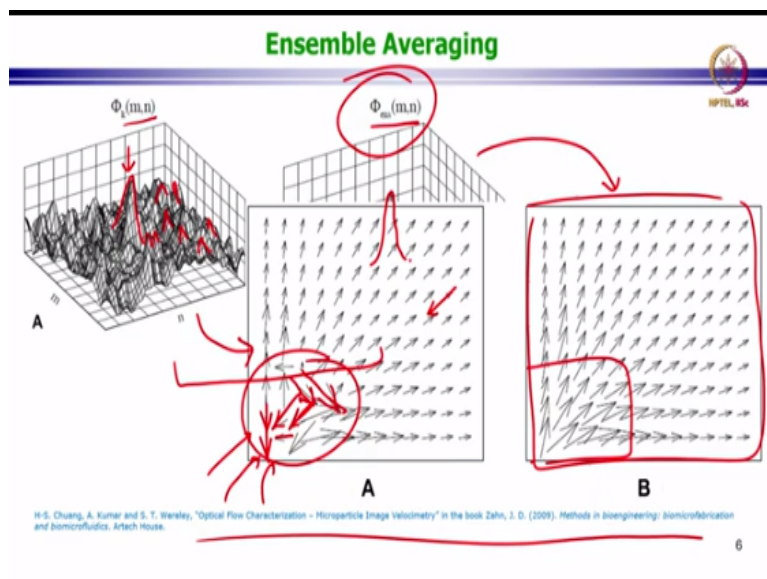 Ensemble Averaging
NPTEL, IISc
Φk(m,n)
Φens(m,n)
m
n
A
A
B
H-S. Chuang, A. Kumar and S. T. Wereley, "Optical Flow Characterization – Microparticle Image Velocimetry" in the book Zahn, J. D. (2009). Methods in bioengineering: biomicrofabrication
and biomicrofluidics. Artech House.
6